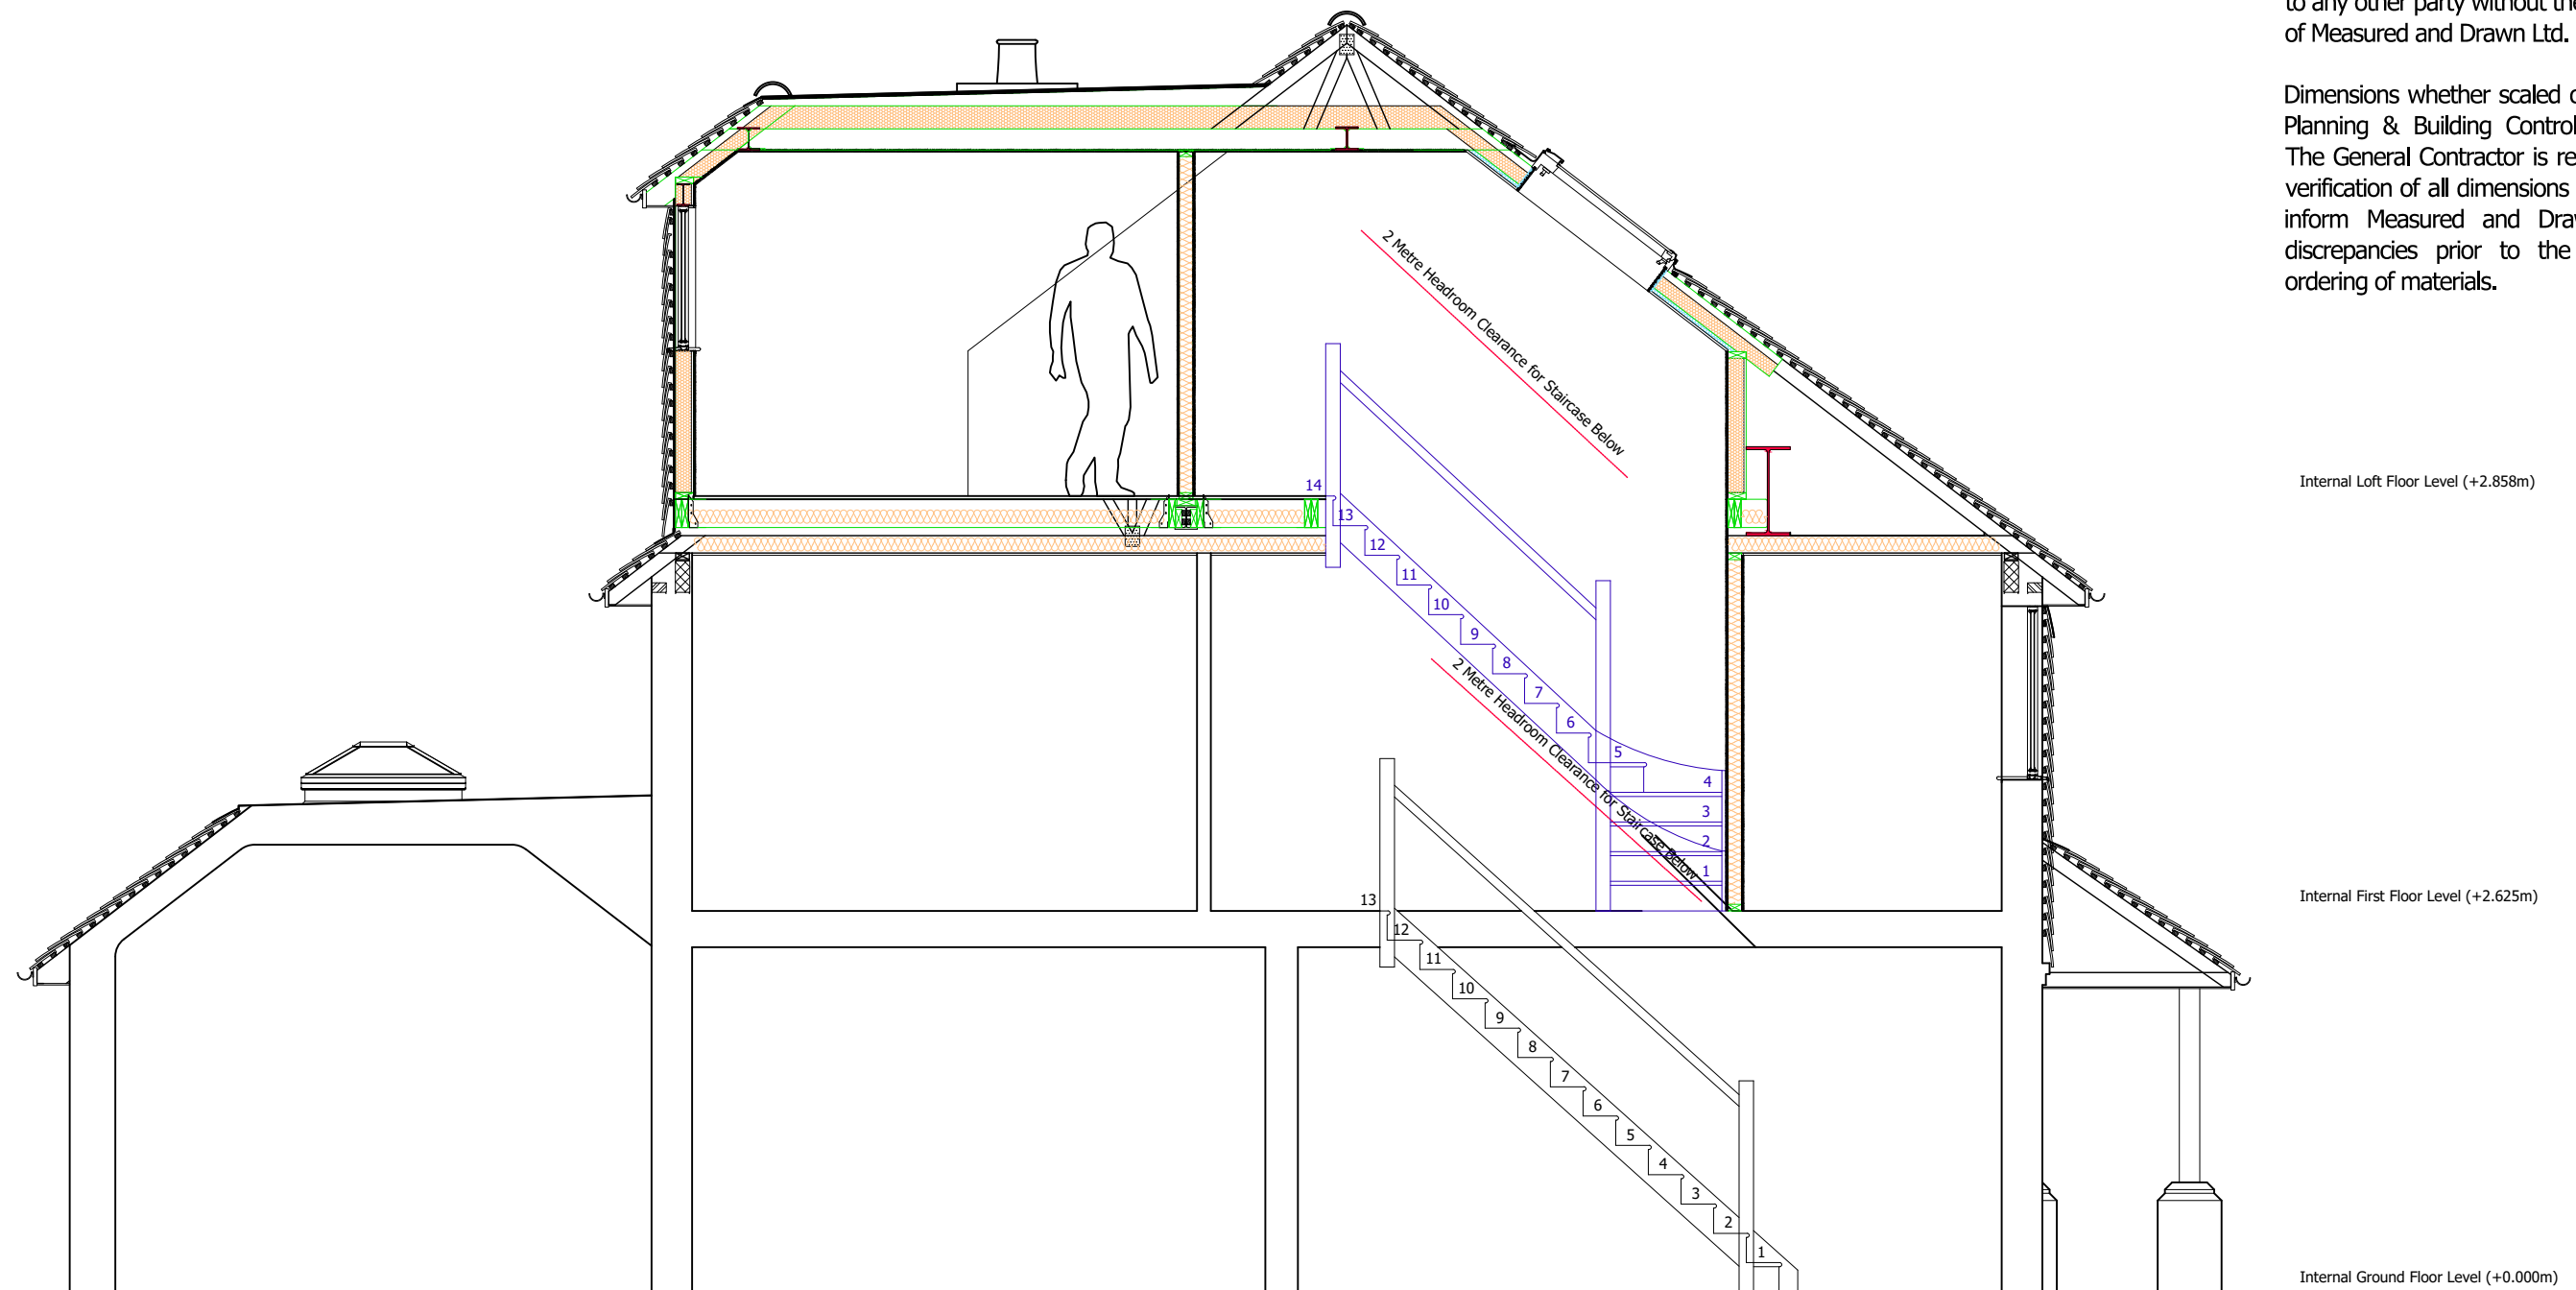 to any other party without the
of Measured and Drawn Ltd.
Dimensions whether scaled
Planning & Building Control
The General Contractor is
verification of all dimensions
inform Measured and
discrepancies prior to the
ordering of materials.
2 Metre Headroom Clearance for Staircase Below
Internal Loft Floor Level (+2.858m)
14
13
12
11
10
9
8
7
6
5
4
3
2
1
2 Metre Headroom Clearance for Staircase Below
Internal First Floor Level (+2.625m)
13
12
11
10
9
8
7
6
5
4
3
2
1
Internal Ground Floor Level (+0.000m)